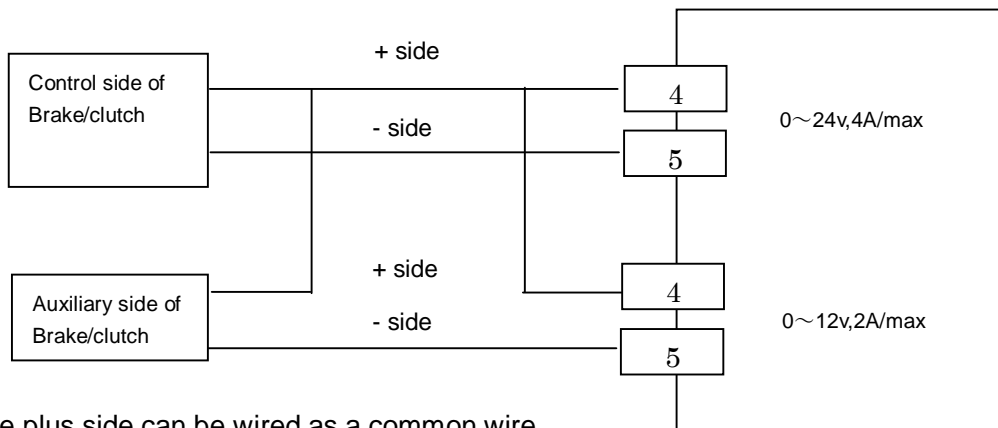 + side
Control side of
Brake/clutch
4
0～24v,4A/max
- side
5
+ side
4
Auxiliary side of
Brake/clutch
- side
0～12v,2A/max
5
plus side can be wired as a common wire